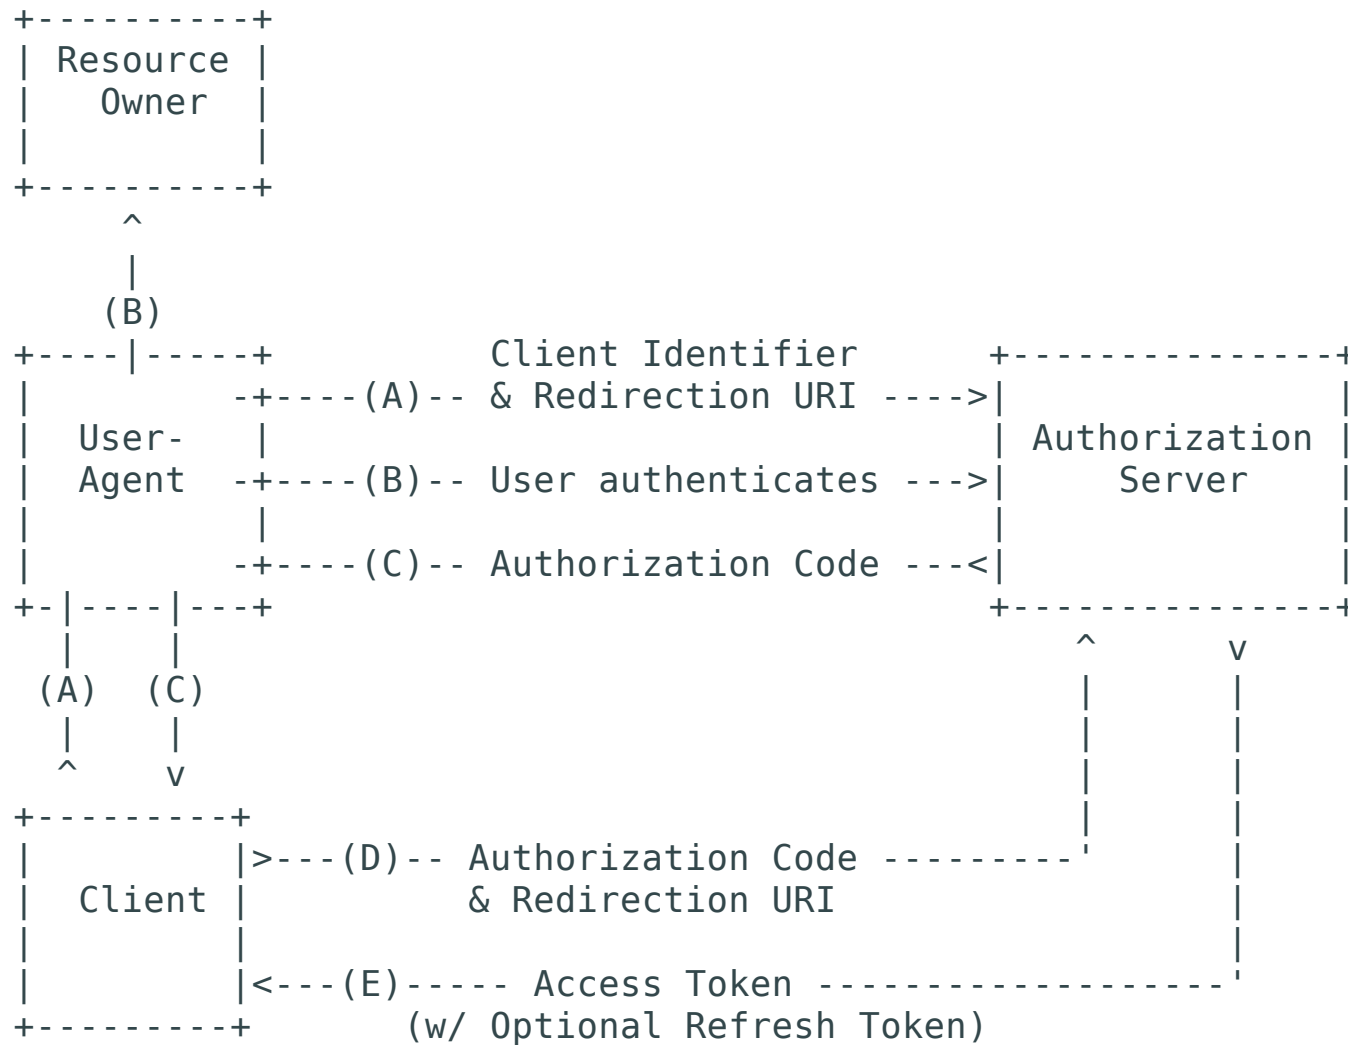 +----------+
| Resource |
|   Owner  |
|          |
+----------+
     ^
     |
    (B)
+----|-----+          Client Identifier      +---------------+
|         -+----(A)-- & Redirection URI ---->|               |
|  User-   |                                 | Authorization |
|  Agent  -+----(B)-- User authenticates --->|     Server    |
|          |                                 |               |
|         -+----(C)-- Authorization Code ---<|               |
+-|----|---+                                 +---------------+
  |    |                                         ^      v
 (A)  (C)                                        |      |
  |    |                                         |      |
  ^    v                                         |      |
+---------+                                      |      |
|         |>---(D)-- Authorization Code ---------'      |
|  Client |          & Redirection URI                  |
|         |                                             |
|         |<---(E)----- Access Token -------------------'
+---------+       (w/ Optional Refresh Token)